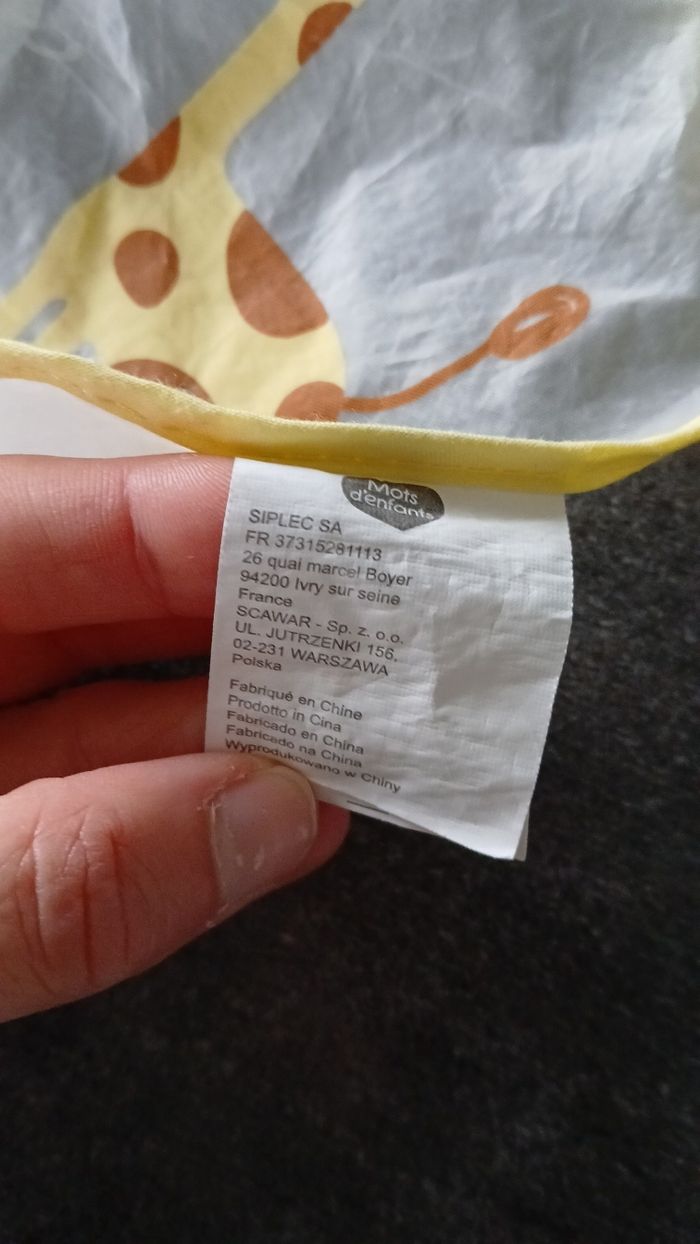 Mots
d'enfants
SIPLEC SA
FR 37315281113
26 quai marcel Boyer
94200 Ivry sur seine
France
SCAWAR - Sp. z. o.o.
UL. JUTRZENKI 156,
02-231 WARSZAWA
Polska
Fabriqué en Chine
Prodotto in Cina
Fabricado en China
Fabricado na China
Wyprodukowano w Chiny